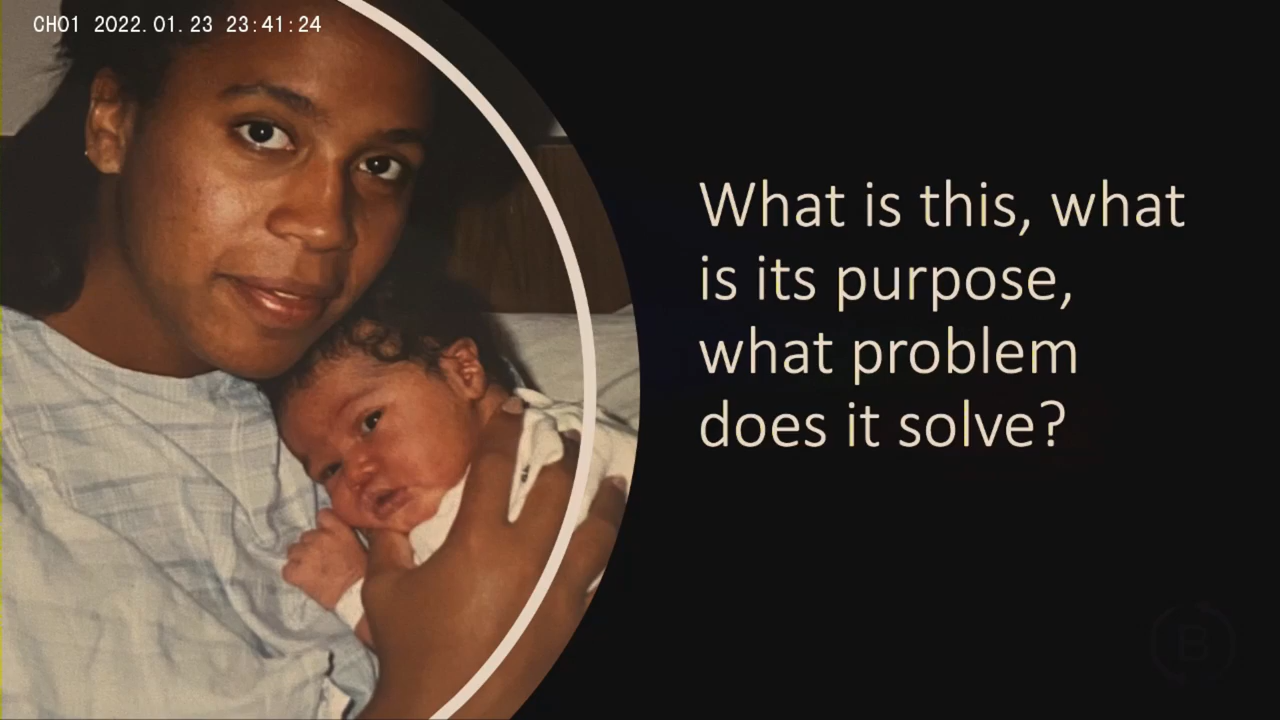 CH01 2022.01.23 23:41:24
What is this, what
is its purpose,
what problem
does it solve?
B